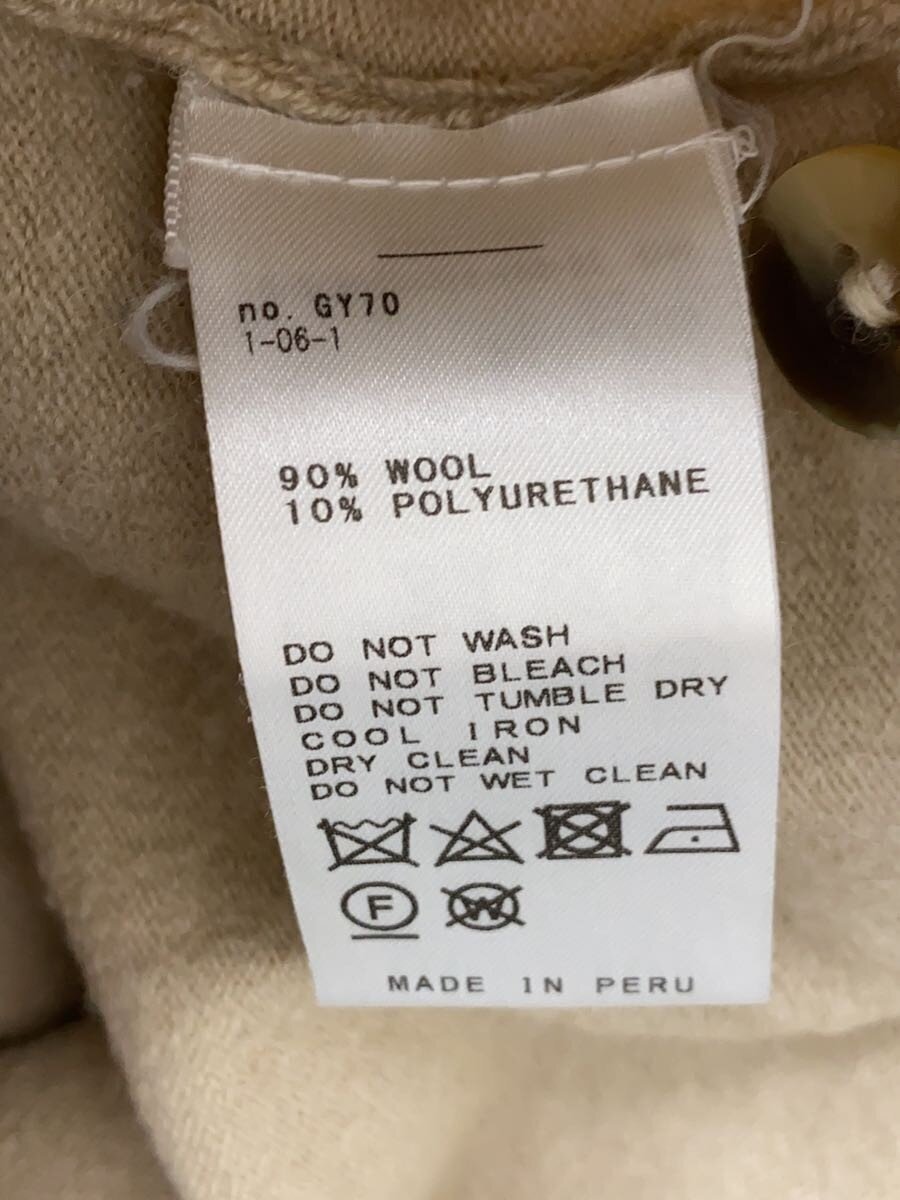 no. GY70
1-06-1
90% WOOL
10% POLYURETHANE
DO NOT WASH
DO NOT BLEACH
DO NOT TUMBLE DRY
COOL IRON
DRY CLEAN
DO NOT WET CLEAN
F W
MADE IN PERU